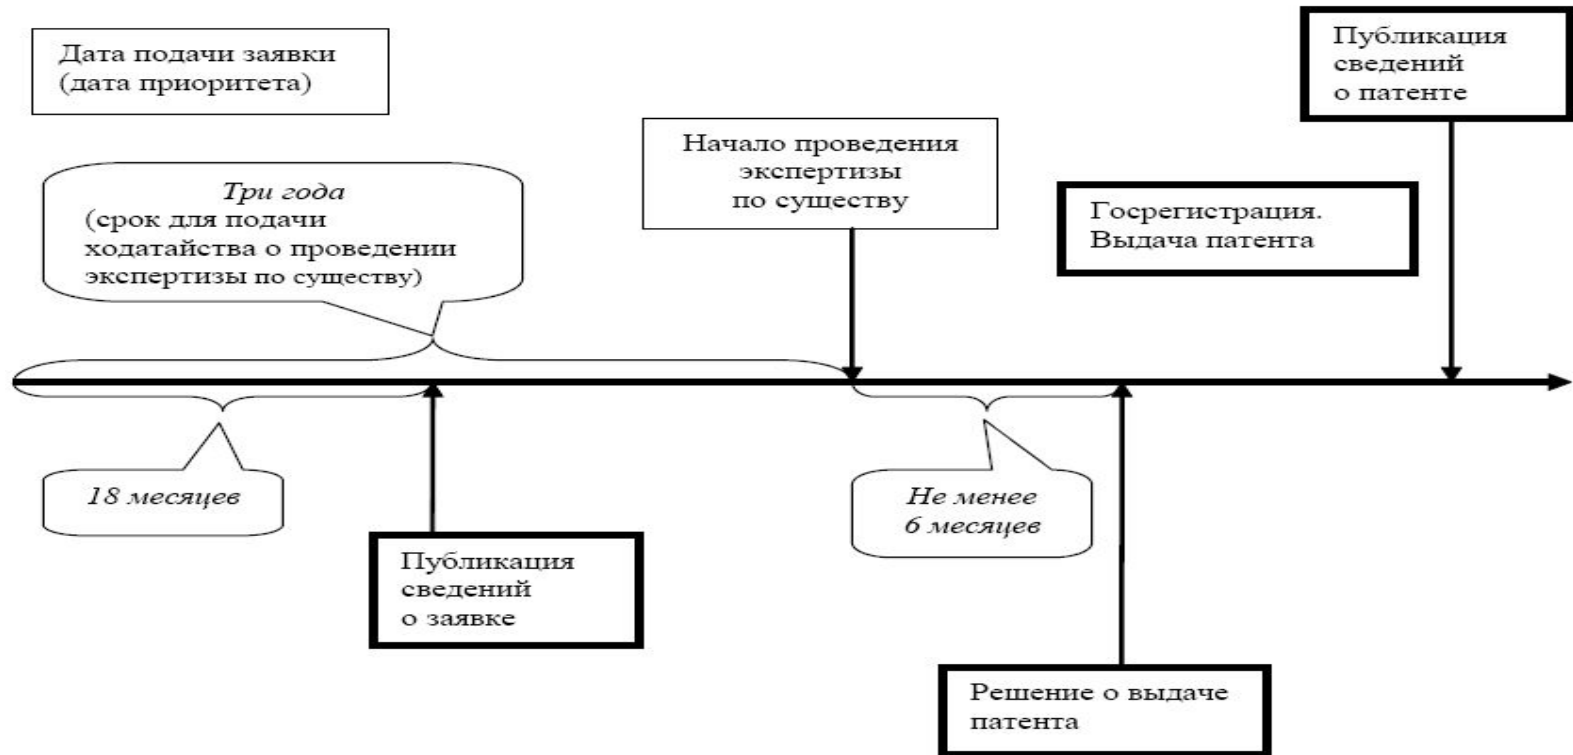 Дата подачи заявки
(дата приоритета)
Публикация
сведений
о патенте
Начало проведения
экспертизы
по существу
Три года
(срок для подачи
ходатайства о проведении
экспертизы по существу)
Госрегистрация.
Выдача патента
18 месяцев
Не менее
6 месяцев
Публикация
сведений
о заявке
Решение о выдаче
патента